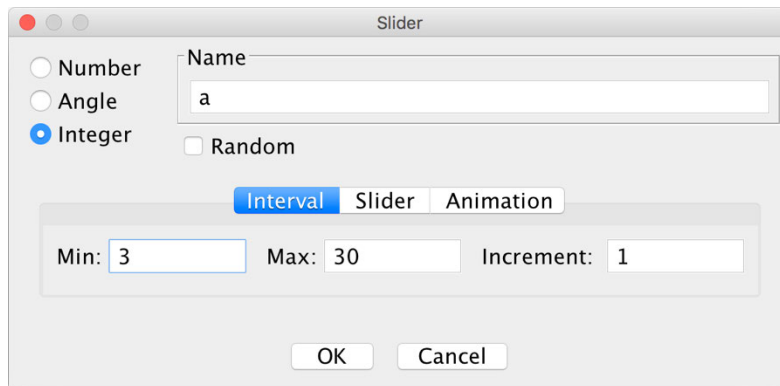 Slider
Number
Angle
Integer
Name
a
Random
Interval Slider Animation
Min: 3 Max: 30 Increment: 1
OK Cancel